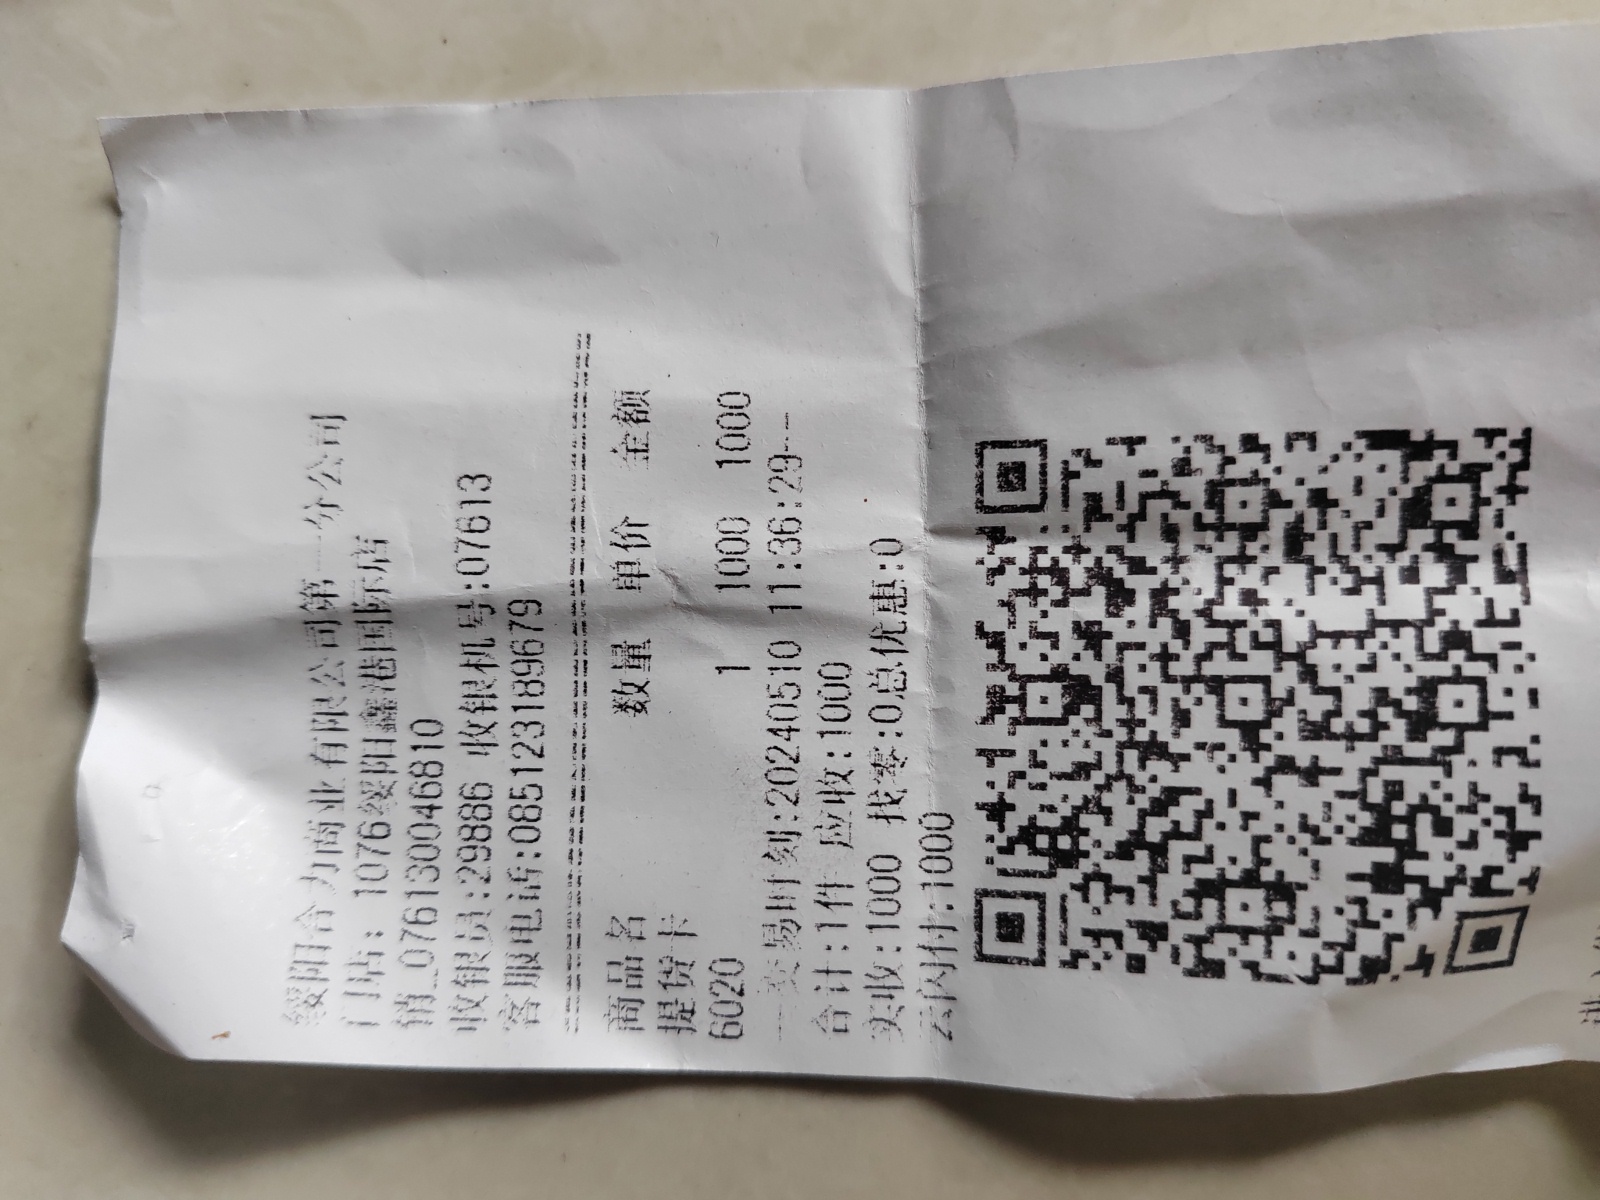 绥阳合力商业有限公司第一分公司
门店: 1076绥阳鑫港国际店
销_0761300468​10
收银员:29886 收银机号:07613
客服电话:085123189679
商品名 数量 单价 金额
提货卡
6020 1 1000 1000
---交易时刻:20240510 11:36:29---
合计:1件 应收:1000
实收:1000 找零:0总优惠:0
云闪付:1000